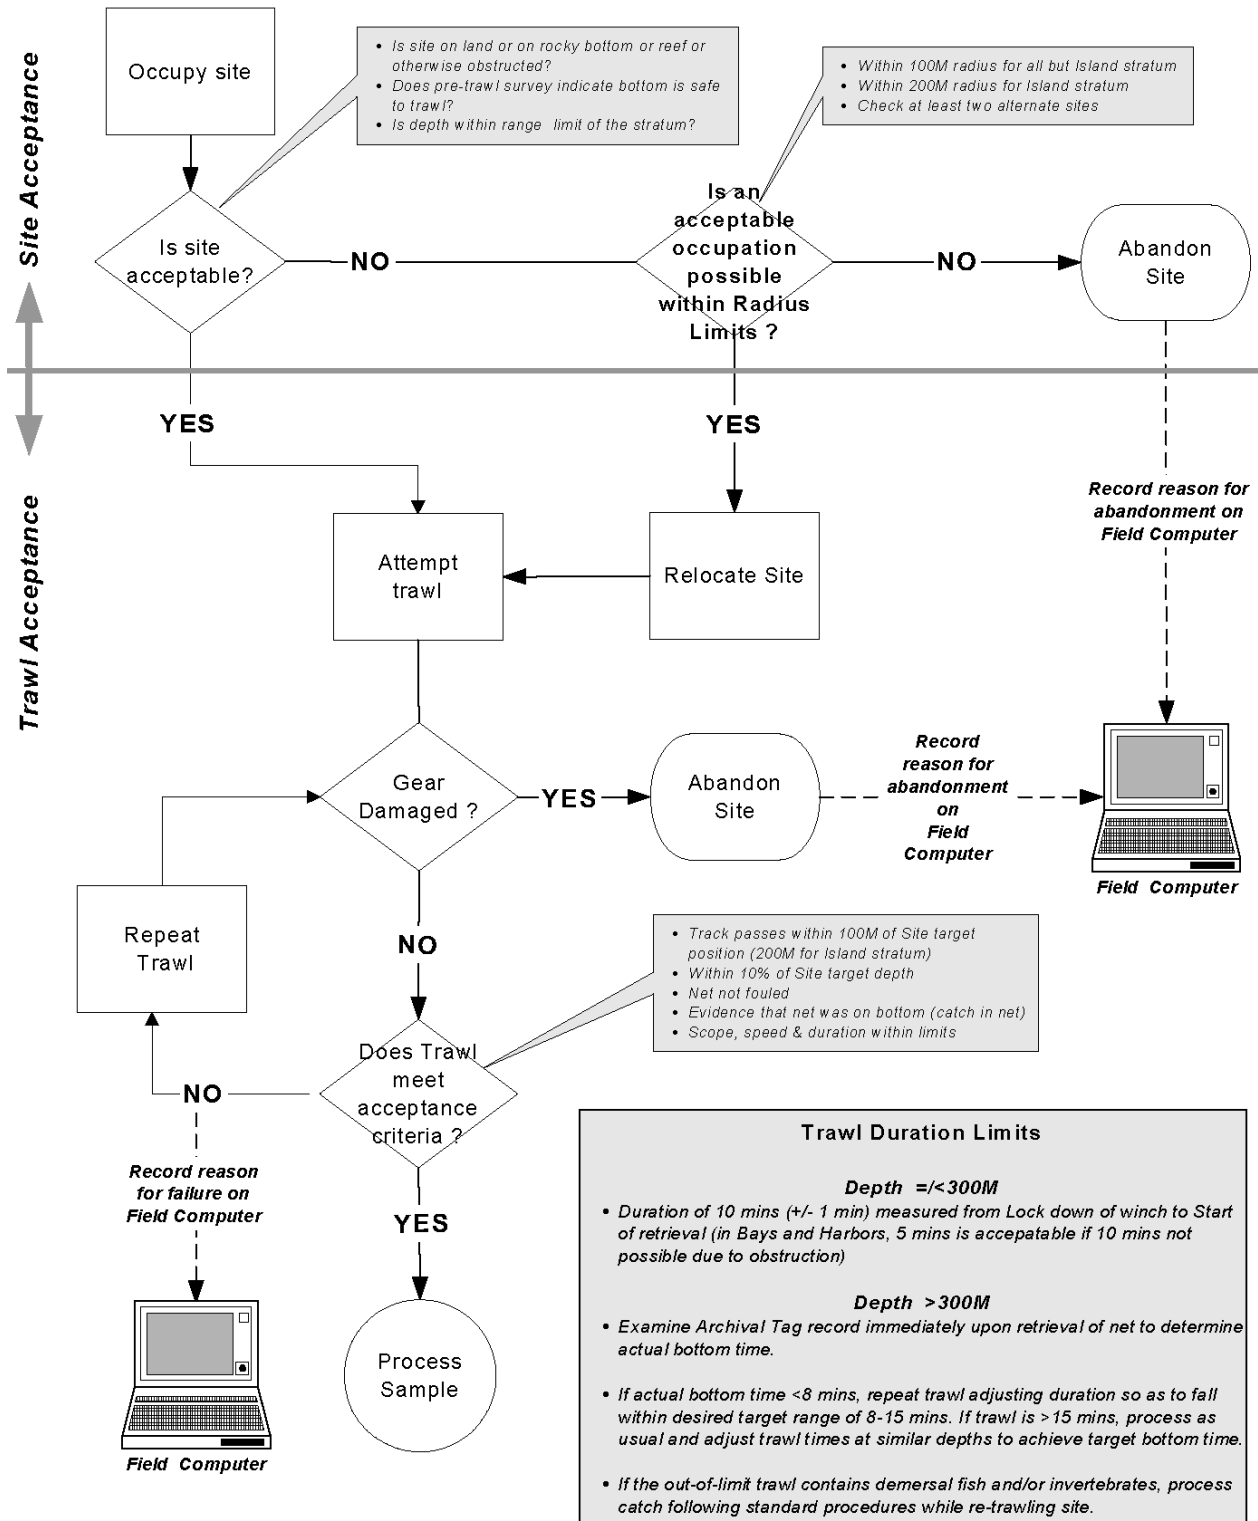 Site Acceptance
Trawl Acceptance
Occupy site
• Is site on land or on rocky bottom or reef or
otherwise obstructed?
• Does pre-trawl survey indicate bottom is safe
to trawl?
• Is depth within range limit of the stratum?
• Within 100M radius for all but Island stratum
• Within 200M radius for Island stratum
• Check at least two alternate sites
Is site
acceptable?
NO
Is an
acceptable
occupation
possible
within Radius
Limits ?
NO
Abandon
Site
YES
YES
Record reason for
abandonment on
Field Computer
Attempt
trawl
Relocate Site
Gear
Damaged ?
YES
Abandon
Site
Record
reason for
abandonment
on
Field
Computer
Field Computer
Repeat
Trawl
NO
• Track passes within 100M of Site target
position (200M for Island stratum)
• Within 10% of Site target depth
• Net not fouled
• Evidence that net was on bottom (catch in net)
• Scope, speed & duration within limits
Does Trawl
meet
acceptance
criteria ?
NO
Record reason
for failure on
Field Computer
Field Computer
YES
Process
Sample
Trawl Duration Limits
Depth =/<300M
• Duration of 10 mins (+/- 1 min) measured from Lock down of winch to Start
of retrieval (in Bays and Harbors, 5 mins is accepatable if 10 mins not
possible due to obstruction)
Depth >300M
• Examine Archival Tag record immediately upon retrieval of net to determine
actual bottom time.
• If actual bottom time <8 mins, repeat trawl adjusting duration so as to fall
within desired target range of 8-15 mins. If trawl is >15 mins, process as
usual and adjust trawl times at similar depths to achieve target bottom time.
• If the out-of-limit trawl contains demersal fish and/or invertebrates, process
catch following standard procedures while re-trawling site.